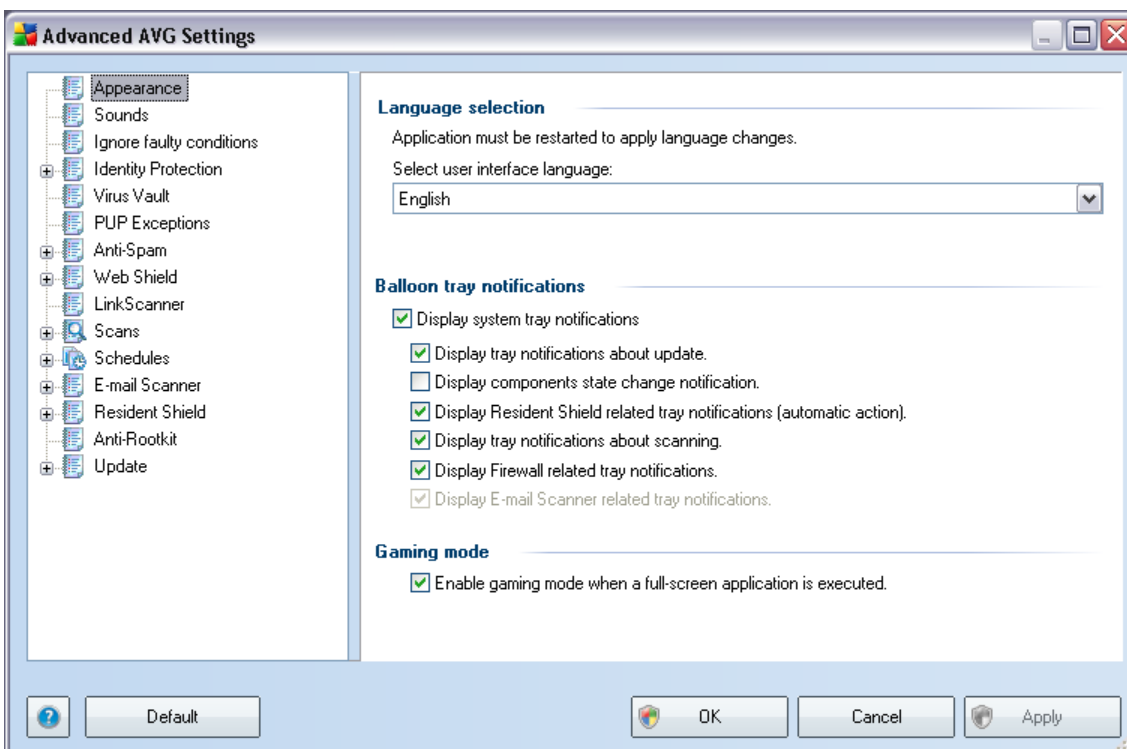 Advanced AVG Settings
Appearance
Sounds
Ignore faulty conditions
Identity Protection
Virus Vault
PUP Exceptions
Anti-Spam
Web Shield
LinkScanner
Scans
Schedules
E-mail Scanner
Resident Shield
Anti-Rootkit
Update
Language selection
Application must be restarted to apply language changes.
Select user interface language:
English
Balloon tray notifications
Display system tray notifications
Display tray notifications about update.
Display components state change notification.
Display Resident Shield related tray notifications (automatic action).
Display tray notifications about scanning.
Display Firewall related tray notifications.
Display E-mail Scanner related tray notifications.
Gaming mode
Enable gaming mode when a full-screen application is executed.
Default
OK
Cancel
Apply